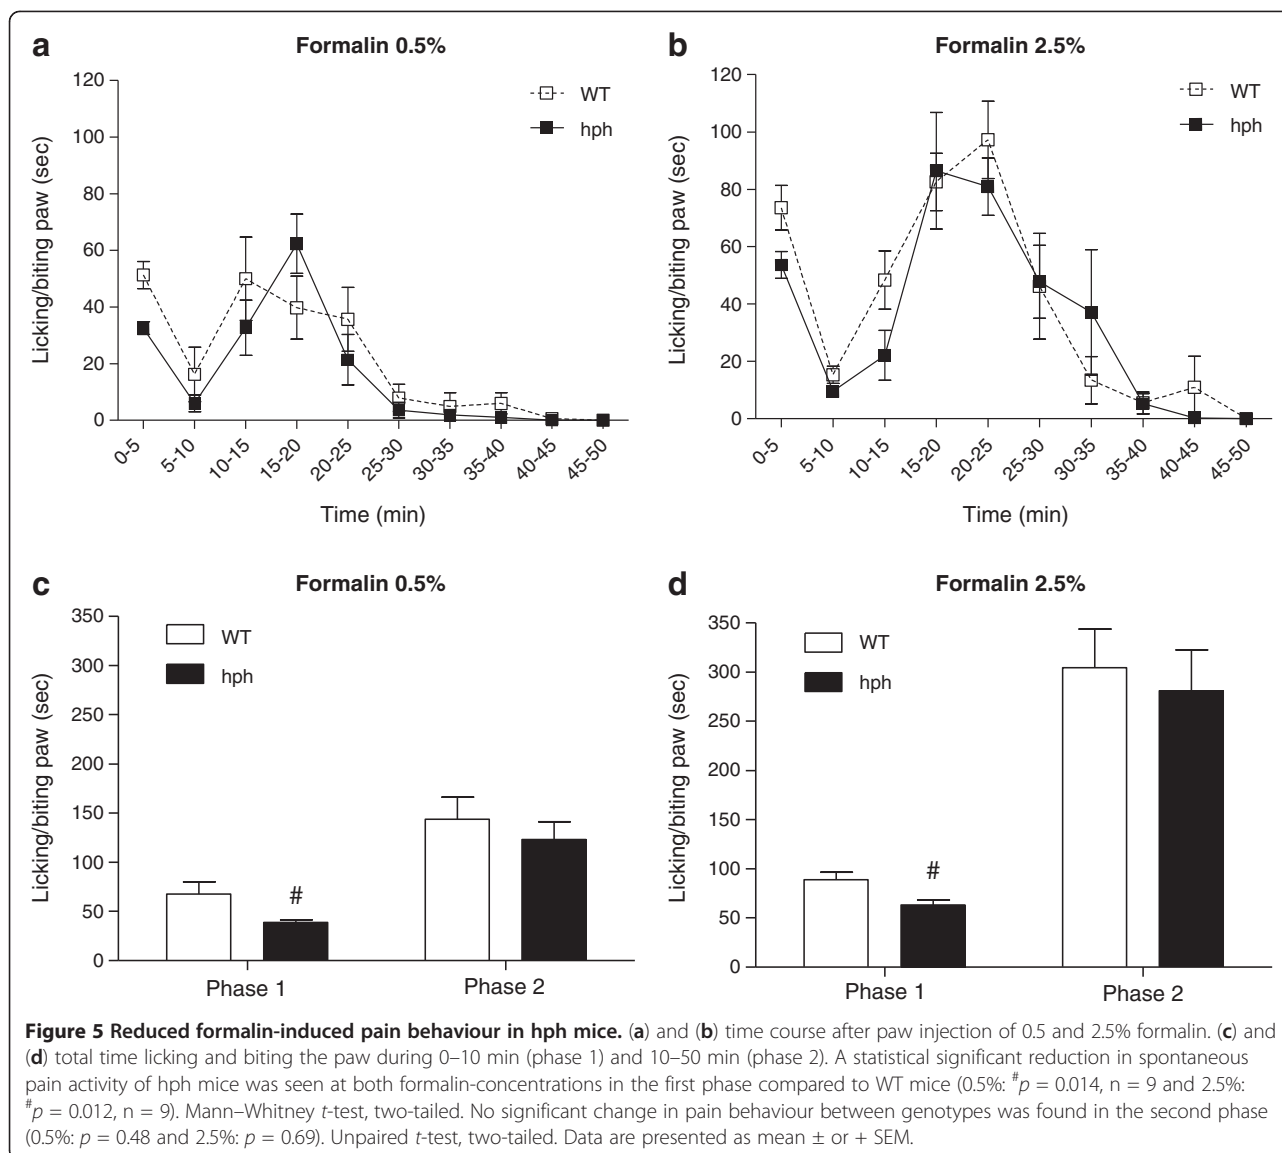 a
Formalin 0.5%
120
100
80
60
40
20
0
Licking/biting paw (sec)
WT
hph
0-5
5-10
10-15
15-20
20-25
25-30
30-35
35-40
40-45
45-50
Time (min)
b
Formalin 2.5%
120
100
80
60
40
20
0
Licking/biting paw (sec)
WT
hph
0-5
5-10
10-15
15-20
20-25
25-30
30-35
35-40
40-45
45-50
Time (min)
c
Formalin 0.5%
350
300
250
200
150
100
50
0
Licking/biting paw (sec)
WT
hph
#
Phase 1
Phase 2
d
Formalin 2.5%
350
300
250
200
150
100
50
0
Licking/biting paw (sec)
WT
hph
#
Phase 1
Phase 2
Figure 5 Reduced formalin-induced pain behaviour in hph mice. (a) and (b) time course after paw injection of 0.5 and 2.5% formalin. (c) and
(d) total time licking and biting the paw during 0–10 min (phase 1) and 10–50 min (phase 2). A statistical significant reduction in spontaneous
pain activity of hph mice was seen at both formalin-concentrations in the first phase compared to WT mice (0.5%: #p = 0.014, n = 9 and 2.5%:
#p = 0.012, n = 9). Mann–Whitney t-test, two-tailed. No significant change in pain behaviour between genotypes was found in the second phase
(0.5%: p = 0.48 and 2.5%: p = 0.69). Unpaired t-test, two-tailed. Data are presented as mean ± or + SEM.